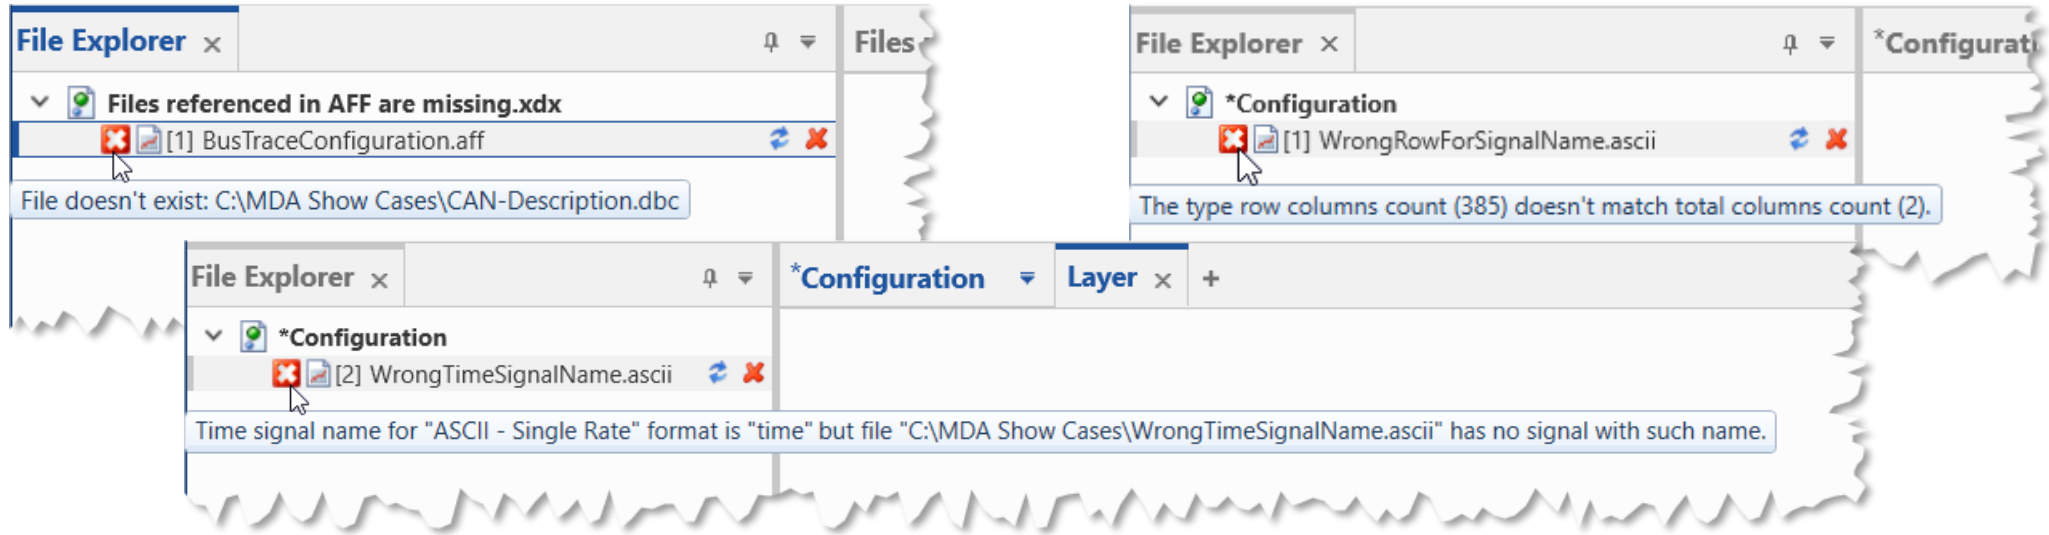 File Explorer
Files
Files referenced in AFF are missing.xdx
[1] BusTraceConfiguration.aff
File doesn't exist: C:\MDA Show Cases\CAN-Description.dbc
File Explorer
*Configurati
*Configuration
[1] WrongRowForSignalName.ascii
The type row columns count (385) doesn't match total columns count (2).
File Explorer
*Configuration
Layer
+
*Configuration
[2] WrongTimeSignalName.ascii
Time signal name for "ASCII - Single Rate" format is "time" but file "C:\MDA Show Cases\WrongTimeSignalName.ascii" has no signal with such name.